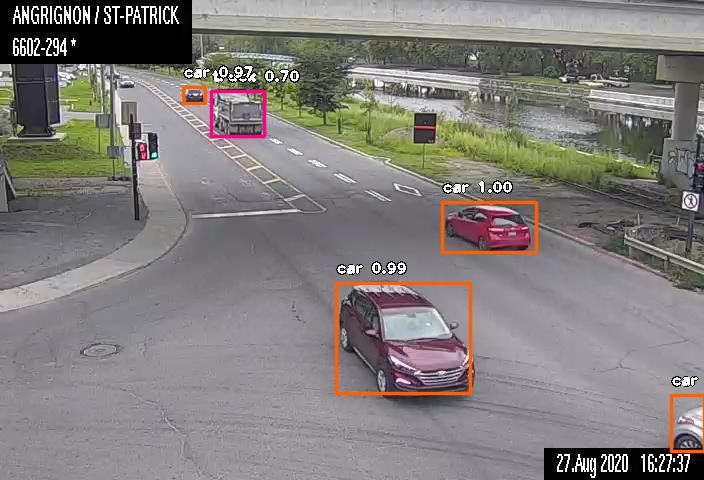 ANGRIGNON / ST-PATRICK
6602-294 *
car 0.97
0.70
car 1.00
car 0.99
car
27.Aug 2020 16:27:37